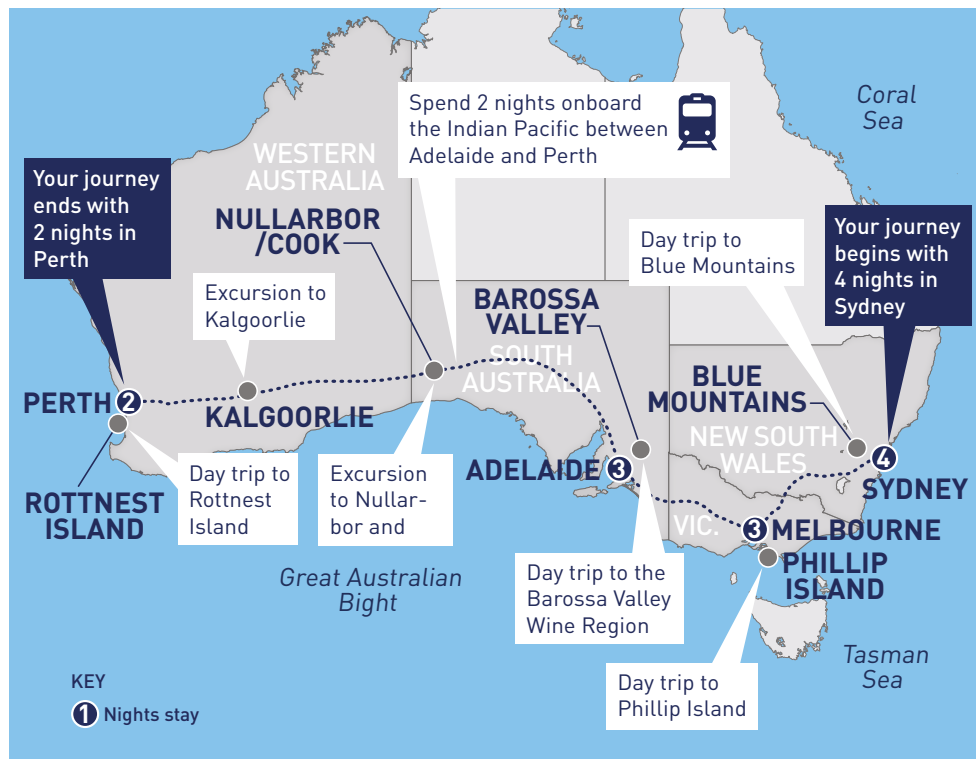 Coral
Sea
Spend 2 nights onboard
the Indian Pacific between
Adelaide and Perth
WESTERN
AUSTRALIA
Your journey
ends with
2 nights in
Perth
NULLARBOR
/COOK
Day trip to
Blue Mountains
Your journey
begins with
4 nights in
Sydney
Excursion to
Kalgoorlie
BAROSSA
VALLEY
SOUTH
AUSTRALIA
BLUE
MOUNTAINS
PERTH 2
KALGOORLIE
NEW SOUTH
WALES
ADELAIDE 3
4
SYDNEY
Day trip to
Rottnest
Island
Excursion
to Nullar-
bor and
ROTTNEST
ISLAND
VIC.
3 MELBOURNE
PHILLIP
ISLAND
Great Australian
Bight
Day trip to the
Barossa Valley
Wine Region
Tasman
Sea
Day trip to
Phillip Island
KEY
1 Nights stay